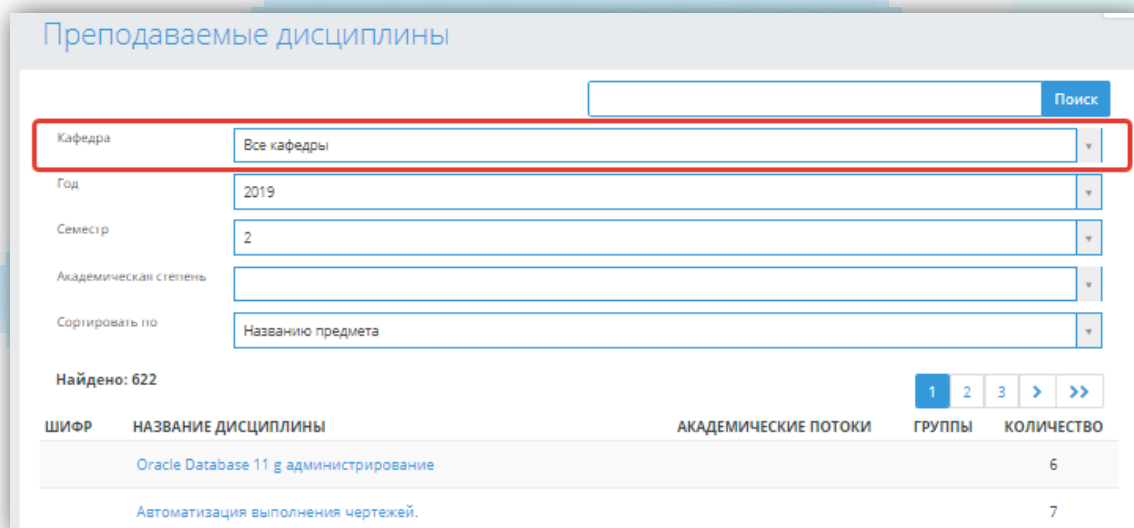 Преподаваемые дисциплины
Поиск
Кафедра Все кафедры
Год 2019
Семестр 2
Академическая степень
Сортировать по Названию предмета
Найдено: 622
1 2 3 > >>
ШИФР НАЗВАНИЕ ДИСЦИПЛИНЫ АКАДЕМИЧЕСКИЕ ПОТОКИ ГРУППЫ КОЛИЧЕСТВО
Oracle Database 11 g администрирование 6
Автоматизация выполнения чертежей. 7